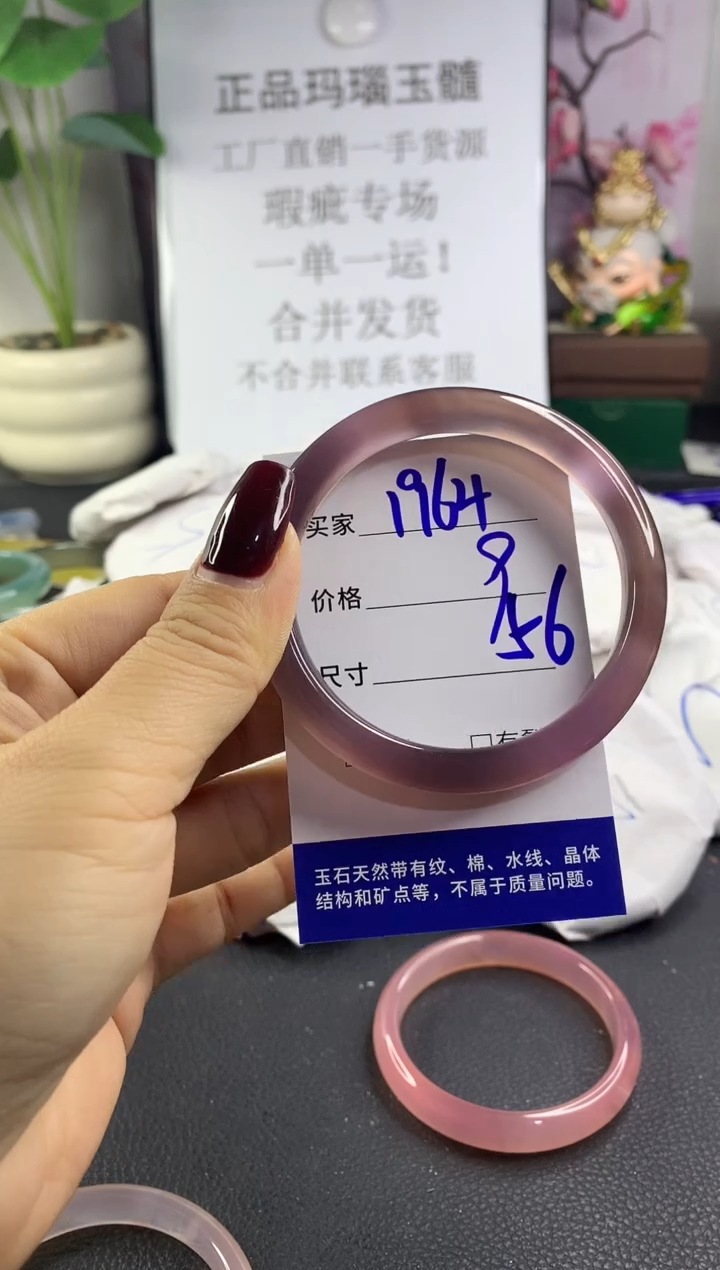 正品玛瑙玉髓
工厂直销一手货源
瑕疵专场
一单一运！
合并发货
不合并联系客服
买家 1964
价格 9
尺寸 56
□有裂
玉石天然带有纹、棉、水线、晶体
结构和矿点等，不属于质量问题。